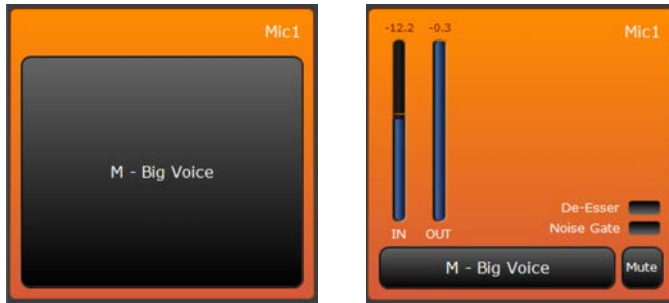 Mic1
M - Big Voice
-12.2 -0.3
Mic1
De-Esser
Noise Gate
IN OUT
M - Big Voice
Mute